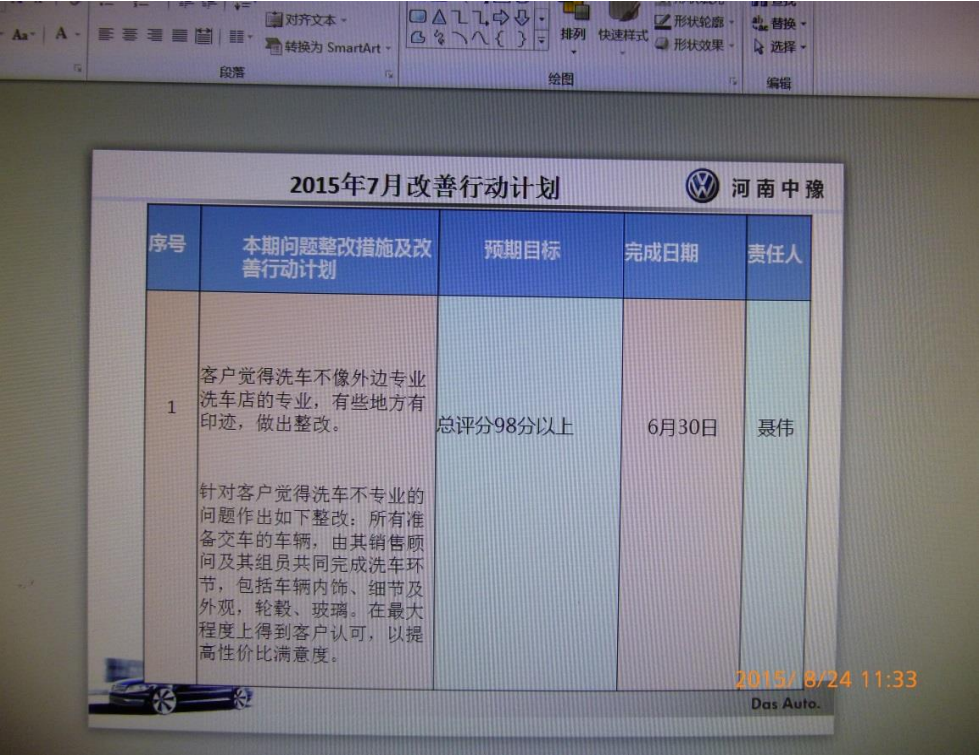 Aa
A
对齐文本
转换为 SmartArt
段落
排列
快速样式
绘图
形状轮廓
形状效果
替换
选择
编辑
2015年7月改善行动计划
河南中豫
序号
本期问题整改措施及改
善行动计划
预期目标
完成日期
责任人
1
客户觉得洗车不像外边专业
洗车店的专业，有些地方有
印迹，做出整改。
总评分98分以上
6月30日
聂伟
针对客户觉得洗车不专业的
问题作出如下整改：所有准
备交车的车辆，由其销售顾
问及其组员共同完成洗车环
节，包括车辆内饰、细节及
外观，轮毂、玻璃。在最大
程度上得到客户认可，以提
高性价比满意度。
2015/ 8/24 11:33
Das Auto.